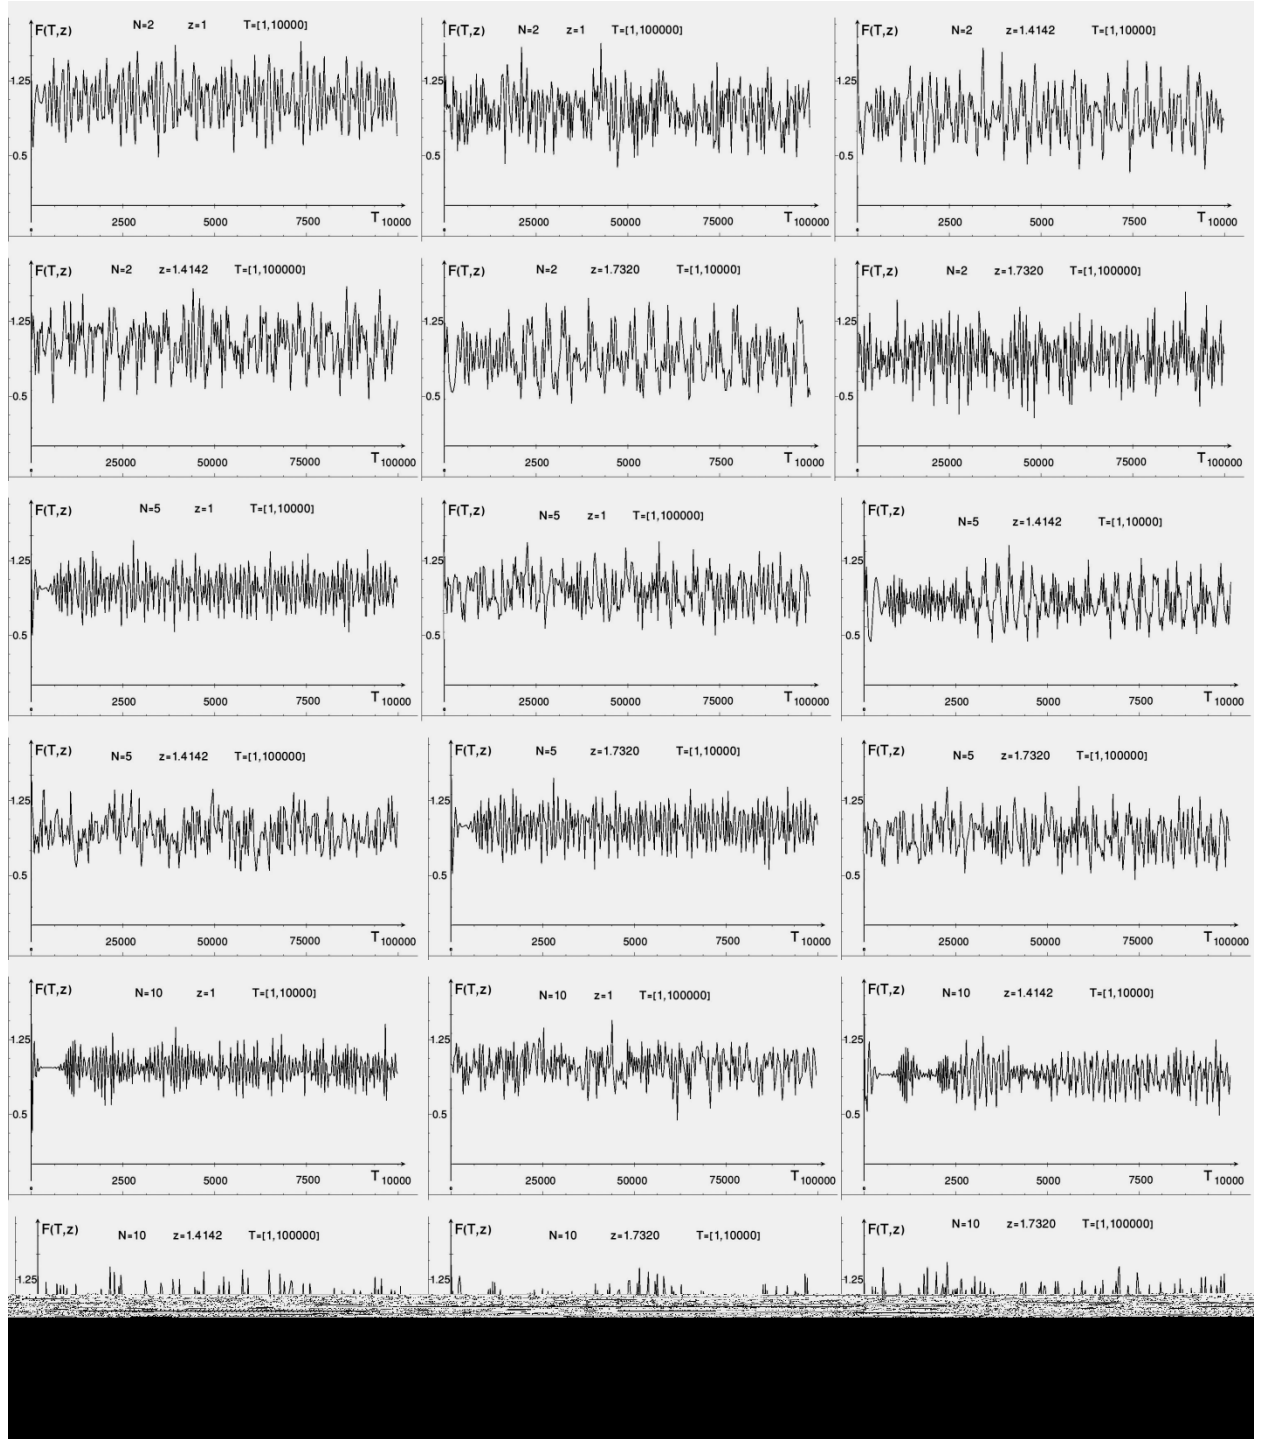 F(T,z) N=2 z=1 T=[1,10000]
1.25
0.5
2500 5000 7500 T 10000
F(T,z) N=2 z=1 T=[1,100000]
1.25
0.5
25000 50000 75000 T 100000
F(T,z) N=2 z=1.4142 T=[1,10000]
1.25
0.5
2500 5000 7500 T 10000
F(T,z) N=2 z=1.4142 T=[1,100000]
1.25
0.5
25000 50000 75000 T 100000
F(T,z) N=2 z=1.7320 T=[1,10000]
1.25
0.5
2500 5000 7500 T 10000
F(T,z) N=2 z=1.7320 T=[1,100000]
1.25
0.5
25000 50000 75000 T 100000
F(T,z) N=5 z=1 T=[1,10000]
1.25
0.5
2500 5000 7500 T 10000
F(T,z) N=5 z=1 T=[1,100000]
1.25
0.5
25000 50000 75000 T 100000
F(T,z) N=5 z=1.4142 T=[1,10000]
1.25
0.5
2500 5000 7500 T 10000
F(T,z) N=5 z=1.4142 T=[1,100000]
1.25
0.5
25000 50000 75000 T 100000
F(T,z) N=5 z=1.7320 T=[1,10000]
1.25
0.5
2500 5000 7500 T 10000
F(T,z) N=5 z=1.7320 T=[1,100000]
1.25
0.5
25000 50000 75000 T 100000
F(T,z) N=10 z=1 T=[1,10000]
1.25
0.5
2500 5000 7500 T 10000
F(T,z) N=10 z=1 T=[1,100000]
1.25
0.5
25000 50000 75000 T 100000
F(T,z) N=10 z=1.4142 T=[1,10000]
1.25
0.5
2500 5000 7500 T 10000
F(T,z) N=10 z=1.4142 T=[1,100000]
1.25
F(T,z) N=10 z=1.7320 T=[1,10000]
1.25
F(T,z) N=10 z=1.7320 T=[1,100000]
1.25